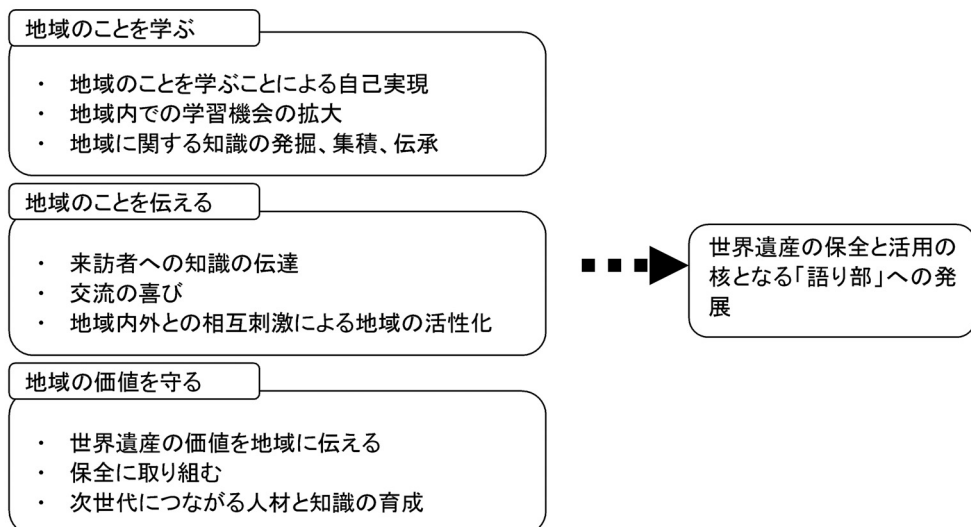 地域のことを学ぶ
・ 地域のことを学ぶことによる自己実現
・ 地域内での学習機会の拡大
・ 地域に関する知識の発掘、集積、伝承
地域のことを伝える
・ 来訪者への知識の伝達
・ 交流の喜び
・ 地域内外との相互刺激による地域の活性化
地域の価値を守る
・ 世界遺産の価値を地域に伝える
・ 保全に取り組む
・ 次世代につながる人材と知識の育成
世界遺産の保全と活用の
核となる「語り部」への発
展